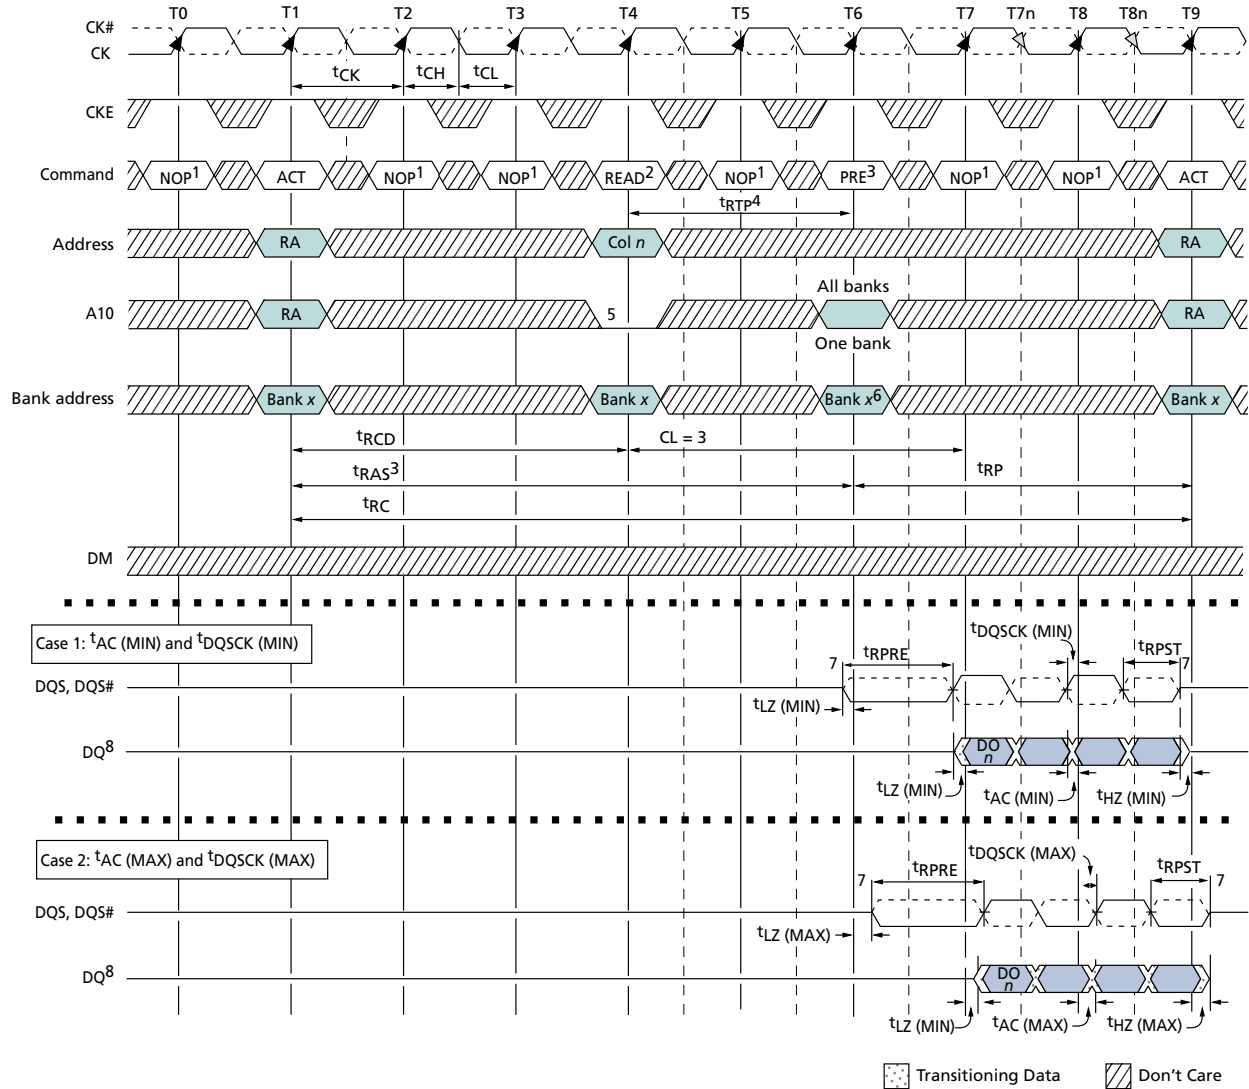 T0 T1 T2 T3 T4 T5 T6 T7 T7n T8 T8n T9
CK#
CK
tCK tCH tCL
CKE
Command NOP1 ACT NOP1 NOP1 READ2 NOP1 PRE3 NOP1 NOP1 ACT
tRTP4
Address RA Col n RA
All banks
A10 RA 5 RA
One bank
Bank address Bank x Bank x Bank x6 Bank x
tRCD CL = 3
tRAS3 tRP
tRC
DM
Case 1: tAC (MIN) and tDQSCK (MIN)
tDQSCK (MIN)
7 tRPRE tRPST 7
DQS, DQS#
tLZ (MIN)
DQ8 DO n
tLZ (MIN) tAC (MIN) tHZ (MIN)
Case 2: tAC (MAX) and tDQSCK (MAX)
tDQSCK (MAX)
7 tRPRE tRPST 7
DQS, DQS#
tLZ (MAX)
DQ8 DO n
tLZ (MIN) tAC (MAX) tHZ (MAX)
Transitioning Data Don't Care